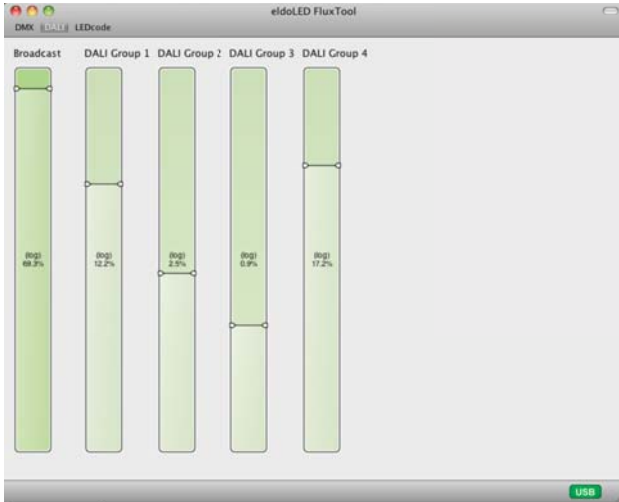 eldoLED FluxTool
DMX DALI LEDcode
Broadcast DALI Group 1 DALI Group 2 DALI Group 3 DALI Group 4
(log) (log) (log) (log) (log)
69.3% 12.2% 2.5% 0.9% 17.2%
USB